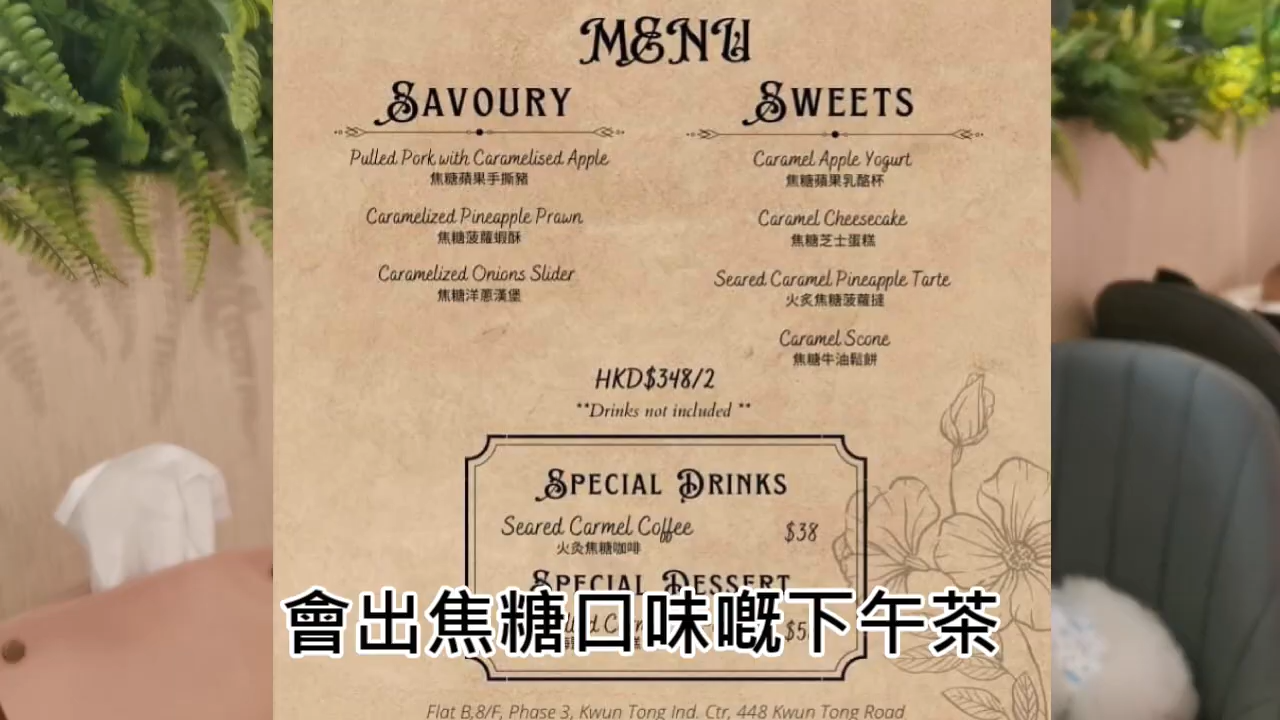 MENU
SAVOURY
Pulled Pork with Caramelised Apple
焦糖蘋果手撕豬
Caramelized Pineapple Prawn
焦糖菠蘿蝦酥
Caramelized Onions Slider
焦糖洋蔥漢堡
SWEETS
Caramel Apple Yogurt
焦糖蘋果乳酪杯
Caramel Cheesecake
焦糖芝士蛋糕
Seared Caramel Pineapple Tarte
火炙焦糖菠蘿撻
Caramel Scone
焦糖牛油鬆餅
HKD$348/2
**Drinks not included **
SPECIAL DRINKS
Seared Carmel Coffee $38
火灸焦糖咖啡
SPECIAL DESSERT
會出焦糖口味嘅下午茶
Flat B,8/F, Phase 3, Kwun Tong Ind. Ctr, 448 Kwun Tong Road